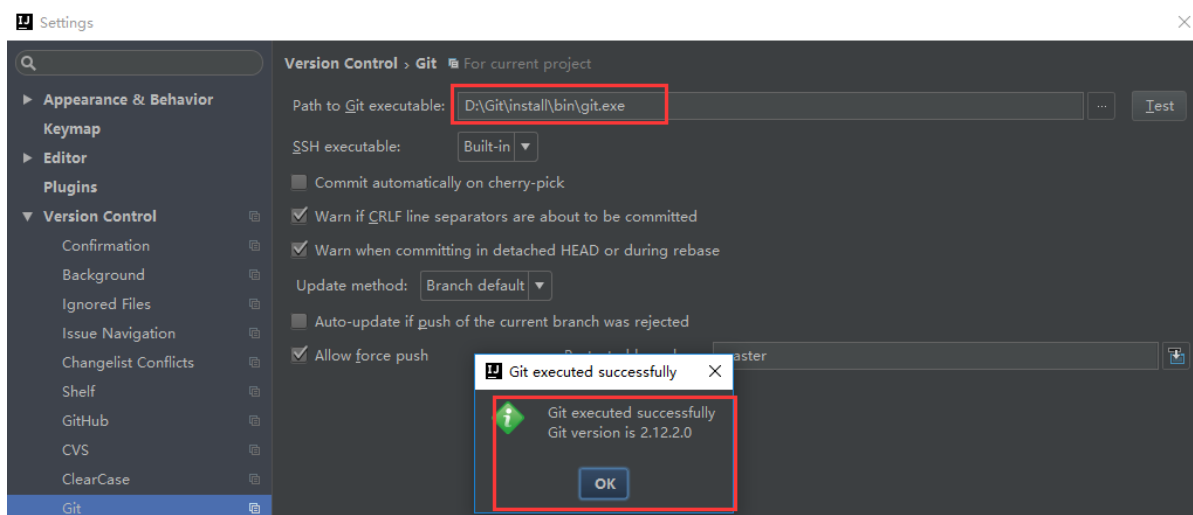 Settings
Version Control › Git For current project
Appearance & Behavior
Path to Git executable: D:\Git\install\bin\git.exe ... Test
Keymap
SSH executable: Built-in
Editor
Commit automatically on cherry-pick
Plugins
Version Control
Warn if CRLF line separators are about to be committed
Confirmation
Warn when committing in detached HEAD or during rebase
Background
Update method: Branch default
Ignored Files
Auto-update if push of the current branch was rejected
Issue Navigation
Allow force push
Changelist Conflicts
Git executed successfully
Shelf
Git executed successfully
GitHub
Git version is 2.12.2.0
CVS
ClearCase
OK
Git